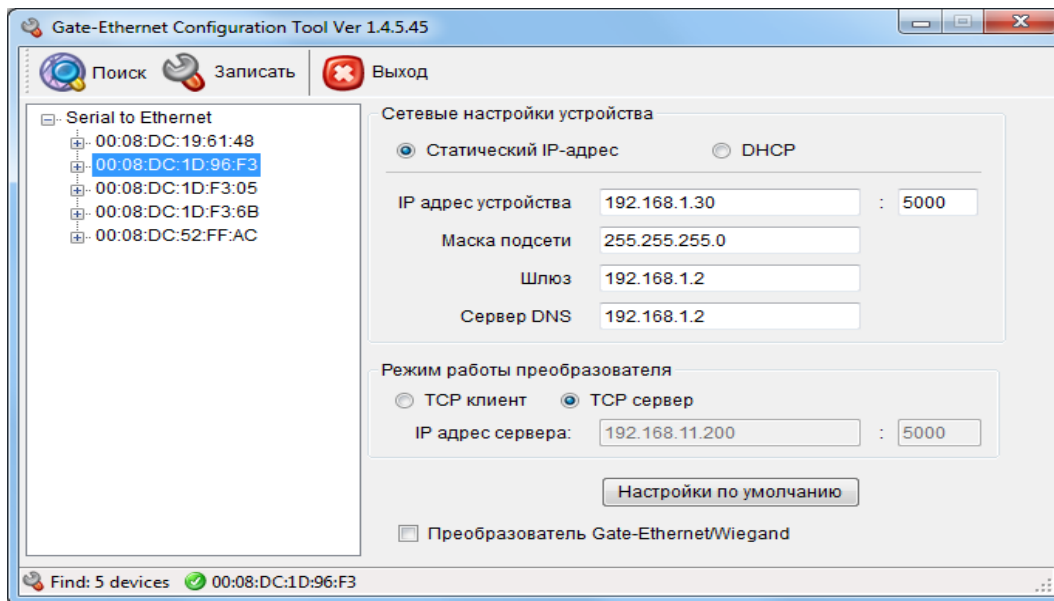 Gate-Ethernet Configuration Tool Ver 1.4.5.45
Поиск Записать Выход
Serial to Ethernet
00:08:DC:19:61:48
00:08:DC:1D:96:F3
00:08:DC:1D:F3:05
00:08:DC:1D:F3:6B
00:08:DC:52:FF:AC
Сетевые настройки устройства
Статический IP-адрес DHCP
IP адрес устройства 192.168.1.30 : 5000
Маска подсети 255.255.255.0
Шлюз 192.168.1.2
Сервер DNS 192.168.1.2
Режим работы преобразователя
TCP клиент TCP сервер
IP адрес сервера: 192.168.11.200 : 5000
Настройки по умолчанию
Преобразователь Gate-Ethernet/Wiegand
Find: 5 devices 00:08:DC:1D:96:F3